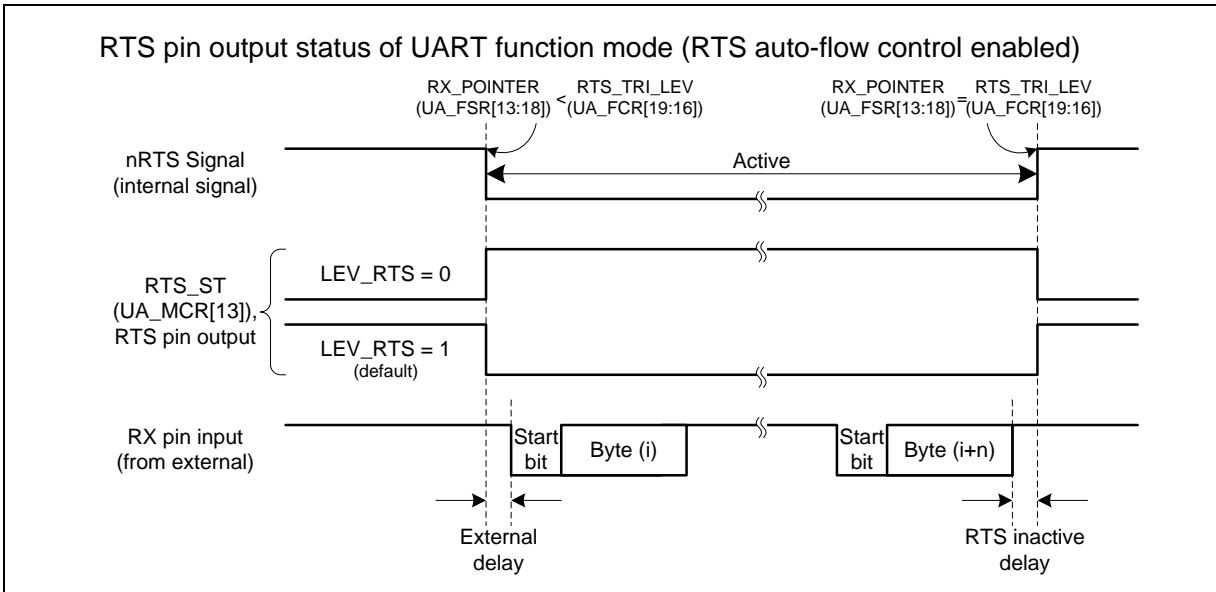 RTS pin output status of UART function mode (RTS auto-flow control enabled)
RX_POINTER
(UA_FSR[13:18])
<
RTS_TRI_LEV
(UA_FCR[19:16])
RX_POINTER
(UA_FSR[13:18])
=
RTS_TRI_LEV
(UA_FCR[19:16])
nRTS Signal
(internal signal)
Active
RTS_ST
(UA_MCR[13]),
RTS pin output
LEV_RTS = 0
LEV_RTS = 1
(default)
RX pin input
(from external)
Start
bit
Byte (i)
Start
bit
Byte (i+n)
External
delay
RTS inactive
delay